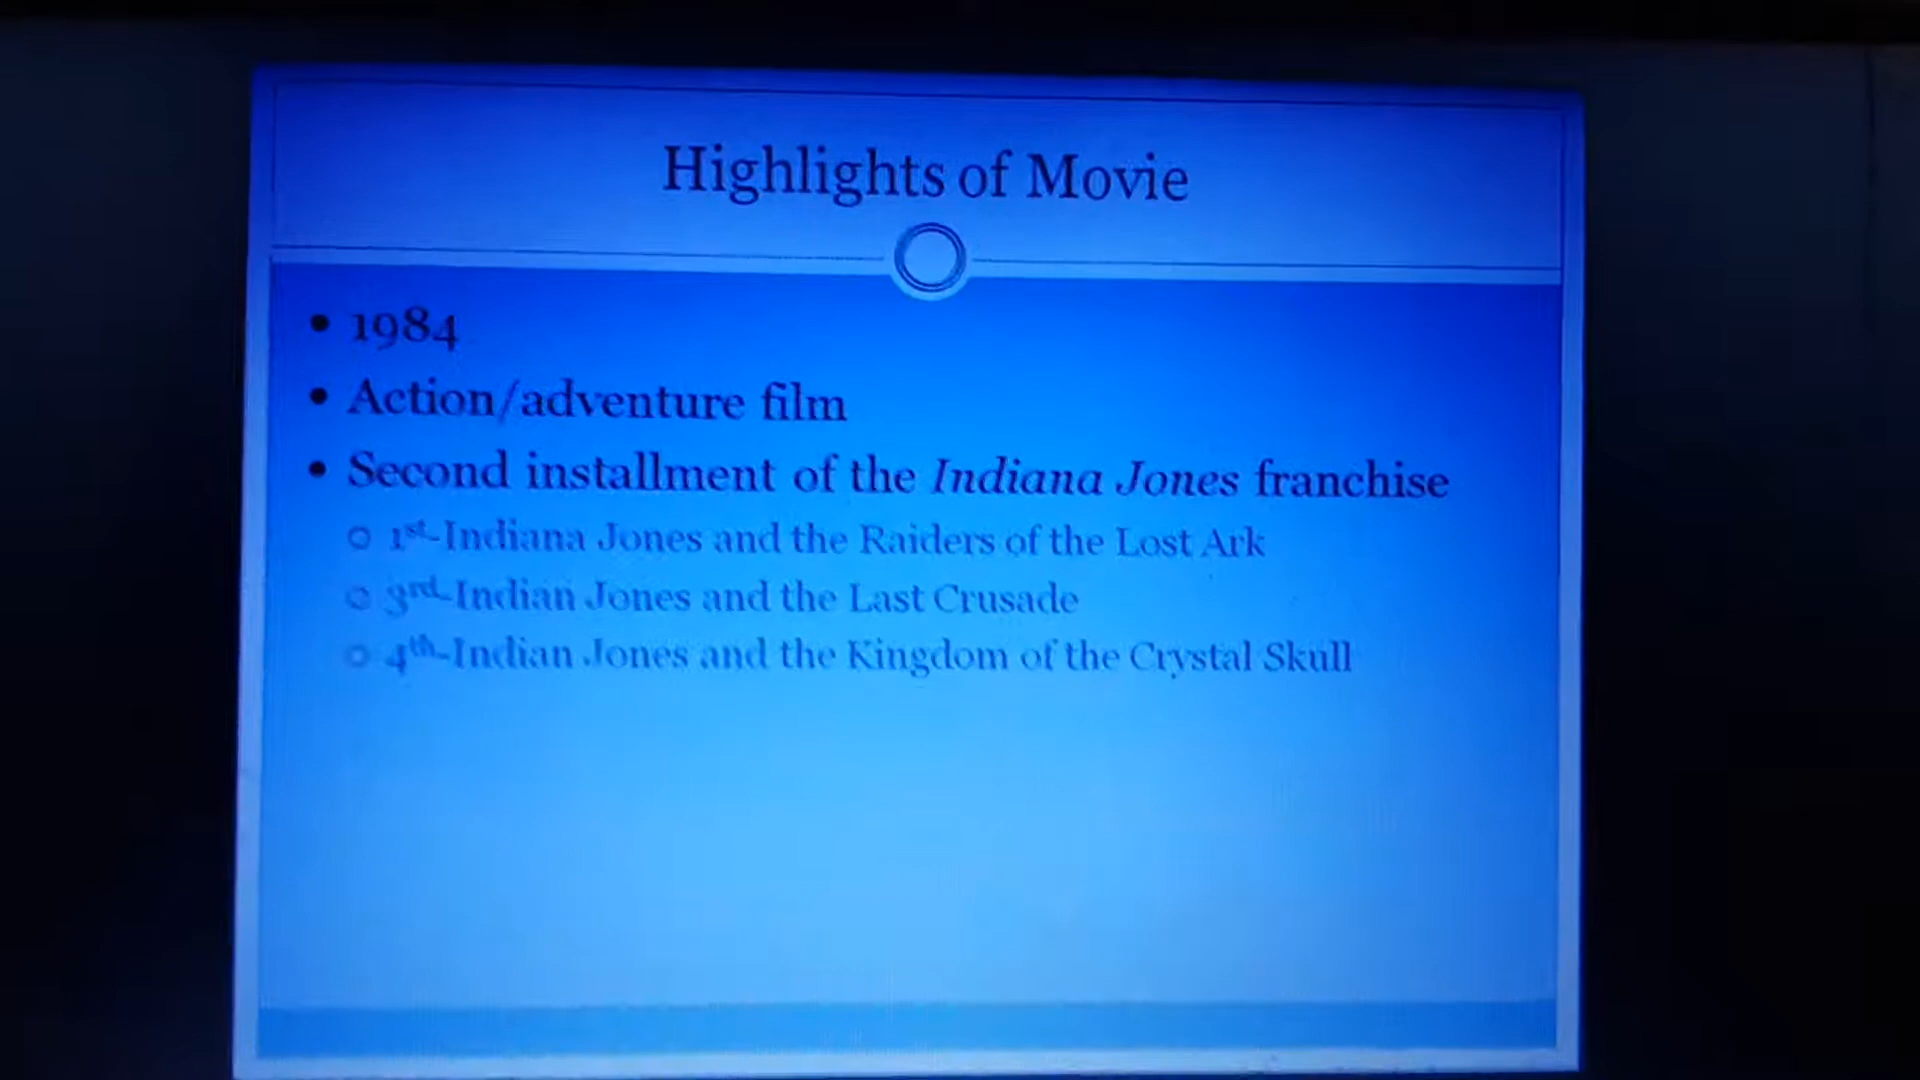 Highlights of Movie
• 1984
• Action/adventure film
• Second installment of the Indiana Jones franchise
○ 1st-Indiana Jones and the Raiders of the Lost Ark
○ 3rd-Indian Jones and the Last Crusade
○ 4th-Indian Jones and the Kingdom of the Crystal Skull